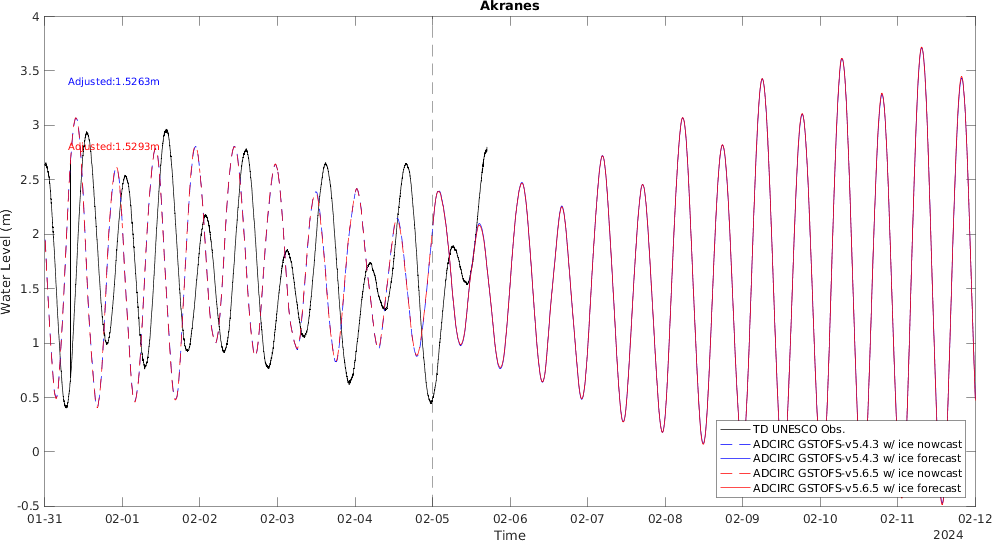 Akranes
4
3.5
3
2.5
2
1.5
1
0.5
0
-0.5
Water Level (m)
Adjusted:1.5263m
Adjusted:1.5293m
TD UNESCO Obs.
ADCIRC GSTOFS-v5.4.3 w/ ice nowcast
ADCIRC GSTOFS-v5.4.3 w/ ice forecast
ADCIRC GSTOFS-v5.6.5 w/ ice nowcast
ADCIRC GSTOFS-v5.6.5 w/ ice forecast
01-31 02-01 02-02 02-03 02-04 02-05 02-06 02-07 02-08 02-09 02-10 02-11 02-12
Time
2024